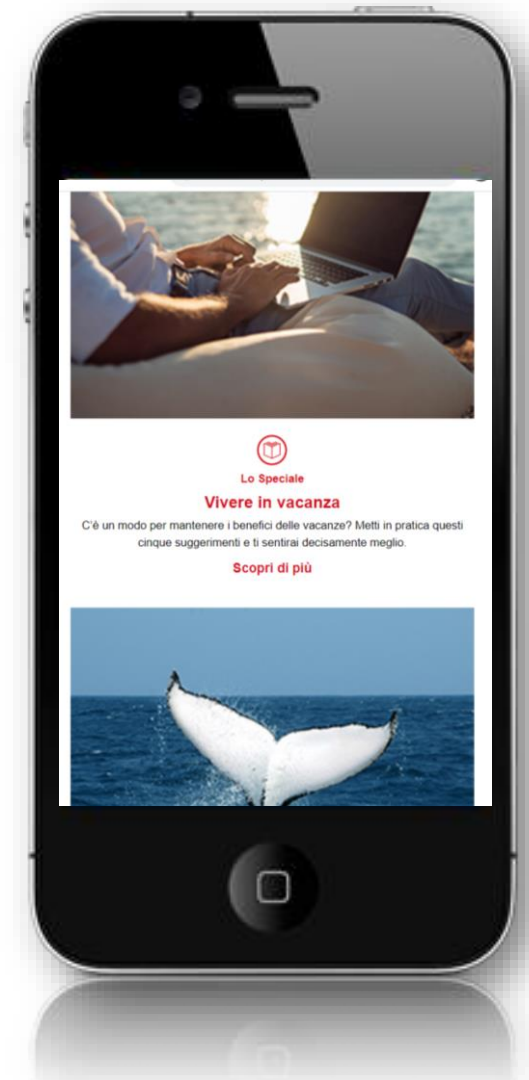 Lo Speciale
Vivere in vacanza
C'è un modo per mantenere i benefici delle vacanze? Metti in pratica questi
cinque suggerimenti e ti sentirai decisamente meglio.
Scopri di più